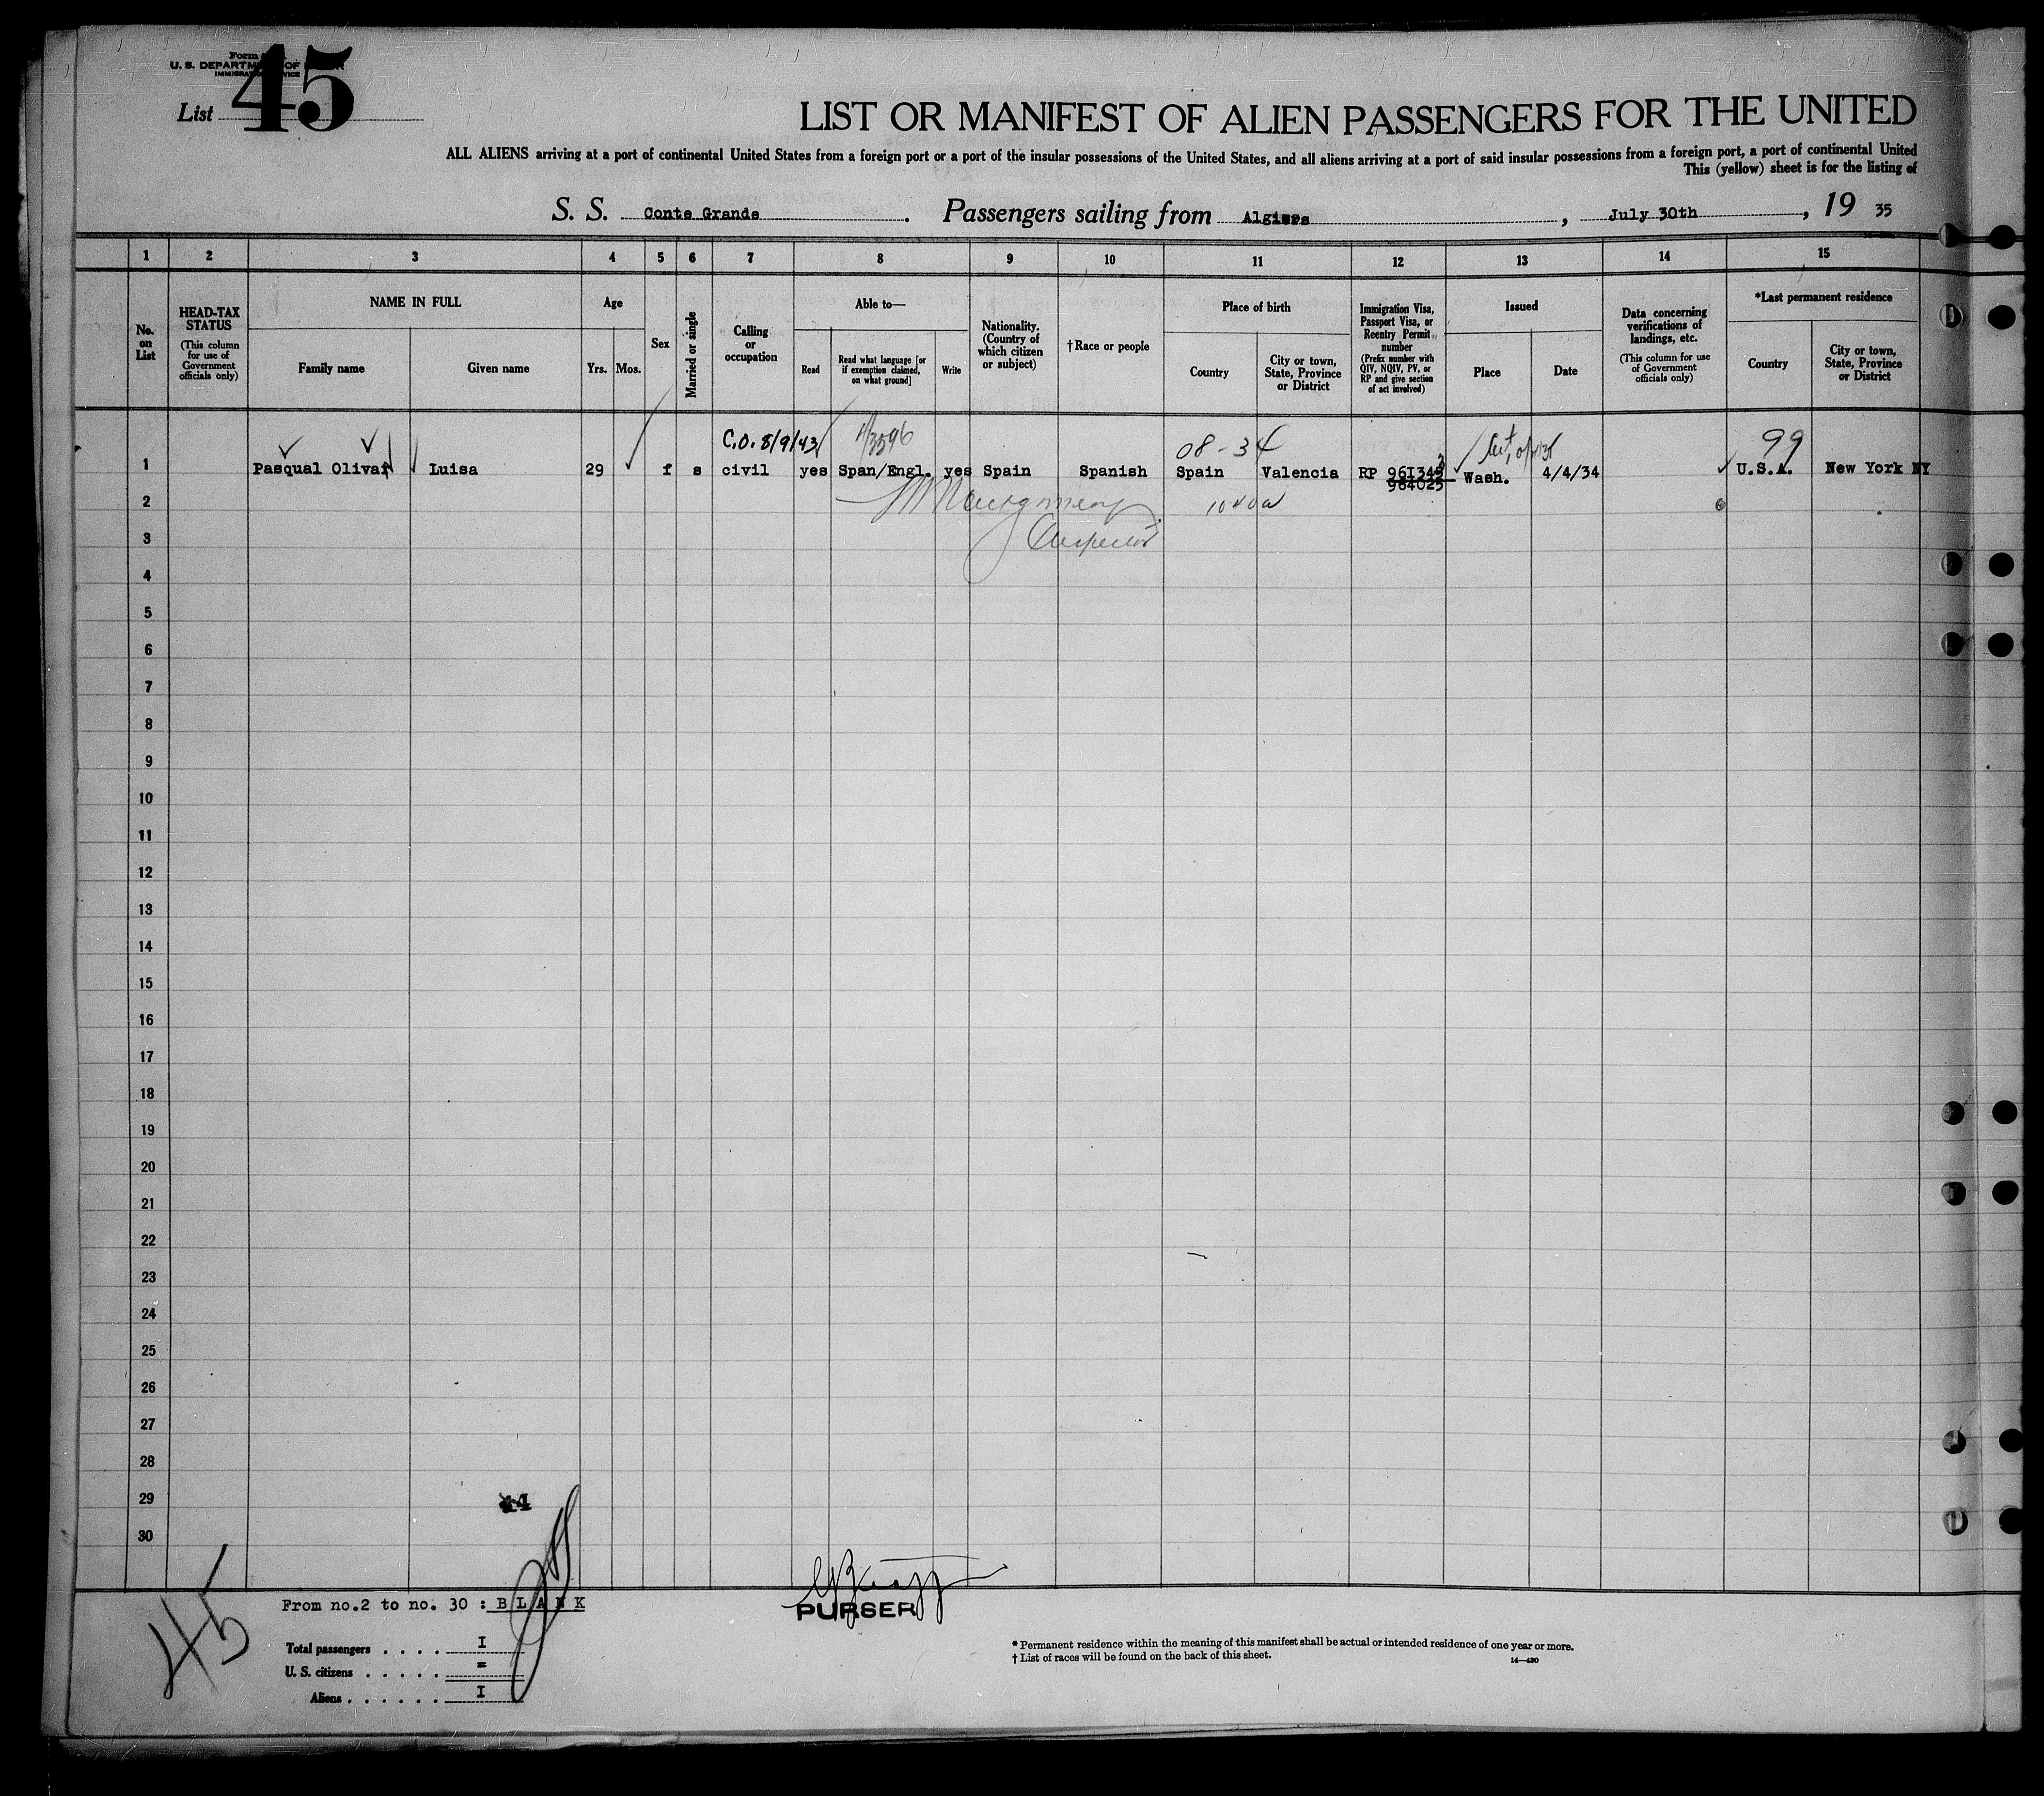 Form
U. S. DEPARTM OF R
IMMIGRAT VICE
List 45
LIST OR MANIFEST OF ALIEN PASSENGERS FOR THE UNITED
ALL ALIENS arriving at a port of continental United States from a foreign port or a port of the insular possessions of the United States, and all aliens arriving at a port of said insular possessions from a foreign port, a port of continental United
This (yellow) sheet is for the listing of
S. S. Conte Grande. Passengers sailing from Algiers, July 30th, 19 35
1 2 3 4 5 6 7 8 9 10 11 12 13 14 15
No. on List
HEAD-TAX STATUS (This column for use of Government officials only)
NAME IN FULL
Family name Given name
Age
Yrs. Mos.
Sex
Married or single
Calling or occupation
Able to—
Read
Read what language [or if exemption claimed, on what ground]
Write
Nationality. (Country of which citizen or subject)
†Race or people
Place of birth
Country
City or town, State, Province or District
Immigration Visa, Passport Visa, or Reentry Permit number (Prefix number with QIV, NQIV, PV, or RP and give section of act involved)
Issued
Place Date
Data concerning verifications of landings, etc. (This column for use of Government officials only)
*Last permanent residence
Country
City or town, State, Province or District
C.O. 8/9/43 08-34 99
1 Pasqual Olivar Luisa 29 f s civil yes Span/Engl. yes Spain Spanish Spain Valencia RP 961342 Wash. 4/4/34 U.S.A. New York NY
964025
2 Montgomery
3 Inspector
4
5
6
7
8
9
10
11
12
13
14
15
16
17
18
19
20
21
22
23
24
25
26
27
28
29 44
30
45
From no.2 to no. 30 : B L A N K
PURSER
Total passengers . . . . I
U. S. citizens . . . . . =
Aliens . . . . . . I
* Permanent residence within the meaning of this manifest shall be actual or intended residence of one year or more.
† List of races will be found on the back of this sheet.
14—430